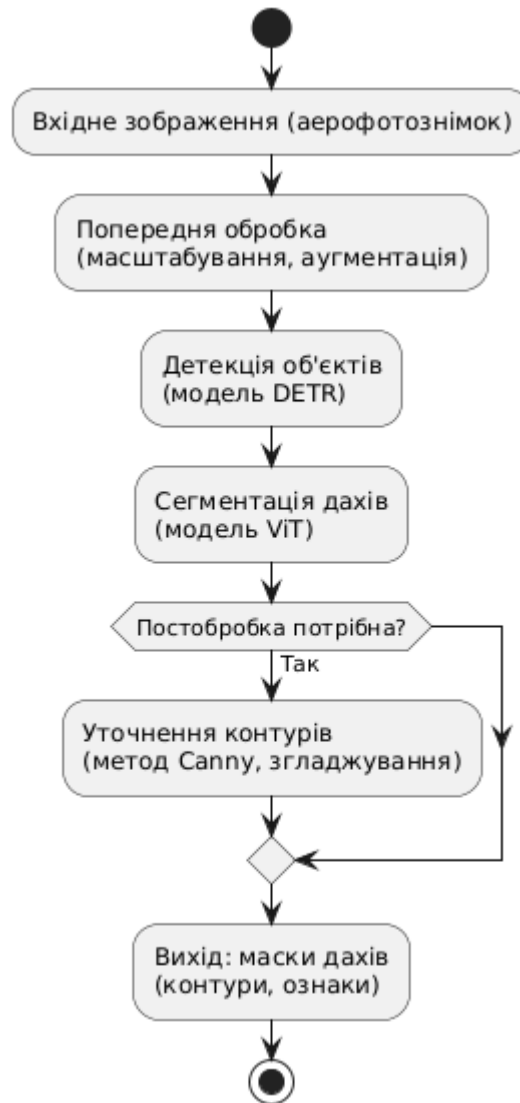 Вхідне зображення (аерофотознімок)
Попередня обробка
(масштабування, аугментація)
Детекція об'єктів
(модель DETR)
Сегментація дахів
(модель ViT)
Постобробка потрібна?
Так
Уточнення контурів
(метод Canny, згладжування)
Вихід: маски дахів
(контури, ознаки)